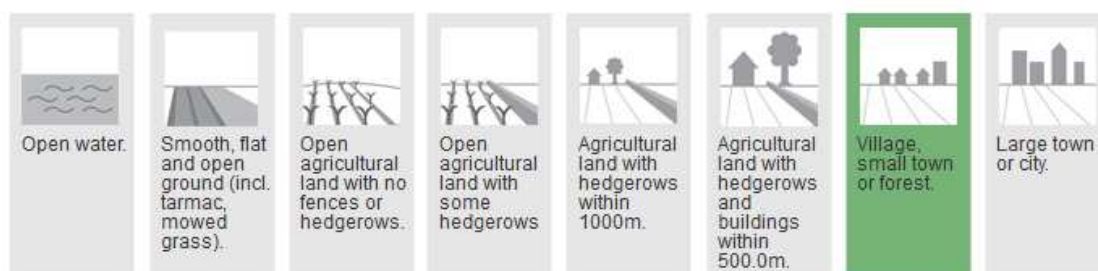 Open water.
Smooth, flat
and open
ground (incl.
tarmac,
mowed
grass).
Open
agricultural
land with no
fences or
hedgerows.
Open
agricultural
land with
some
hedgerows
Agricultural
land with
hedgerows
within
1000m.
Agricultural
land with
hedgerows
and
buildings
within
500.0m.
Village,
small town
or forest.
Large town
or city.